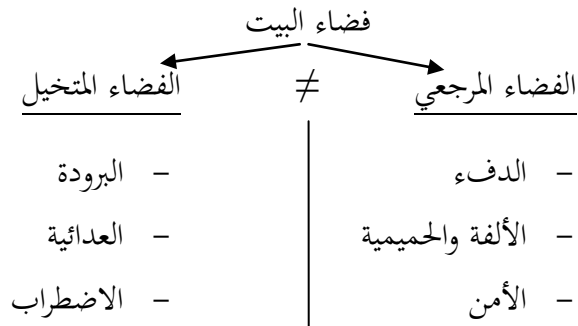 فضاء البيت
الفضاء المرجعي ≠ الفضاء المتخيل
– الدفء – البرودة
– الألفة والحميمية – العدائية
– الأمن – الاضطراب